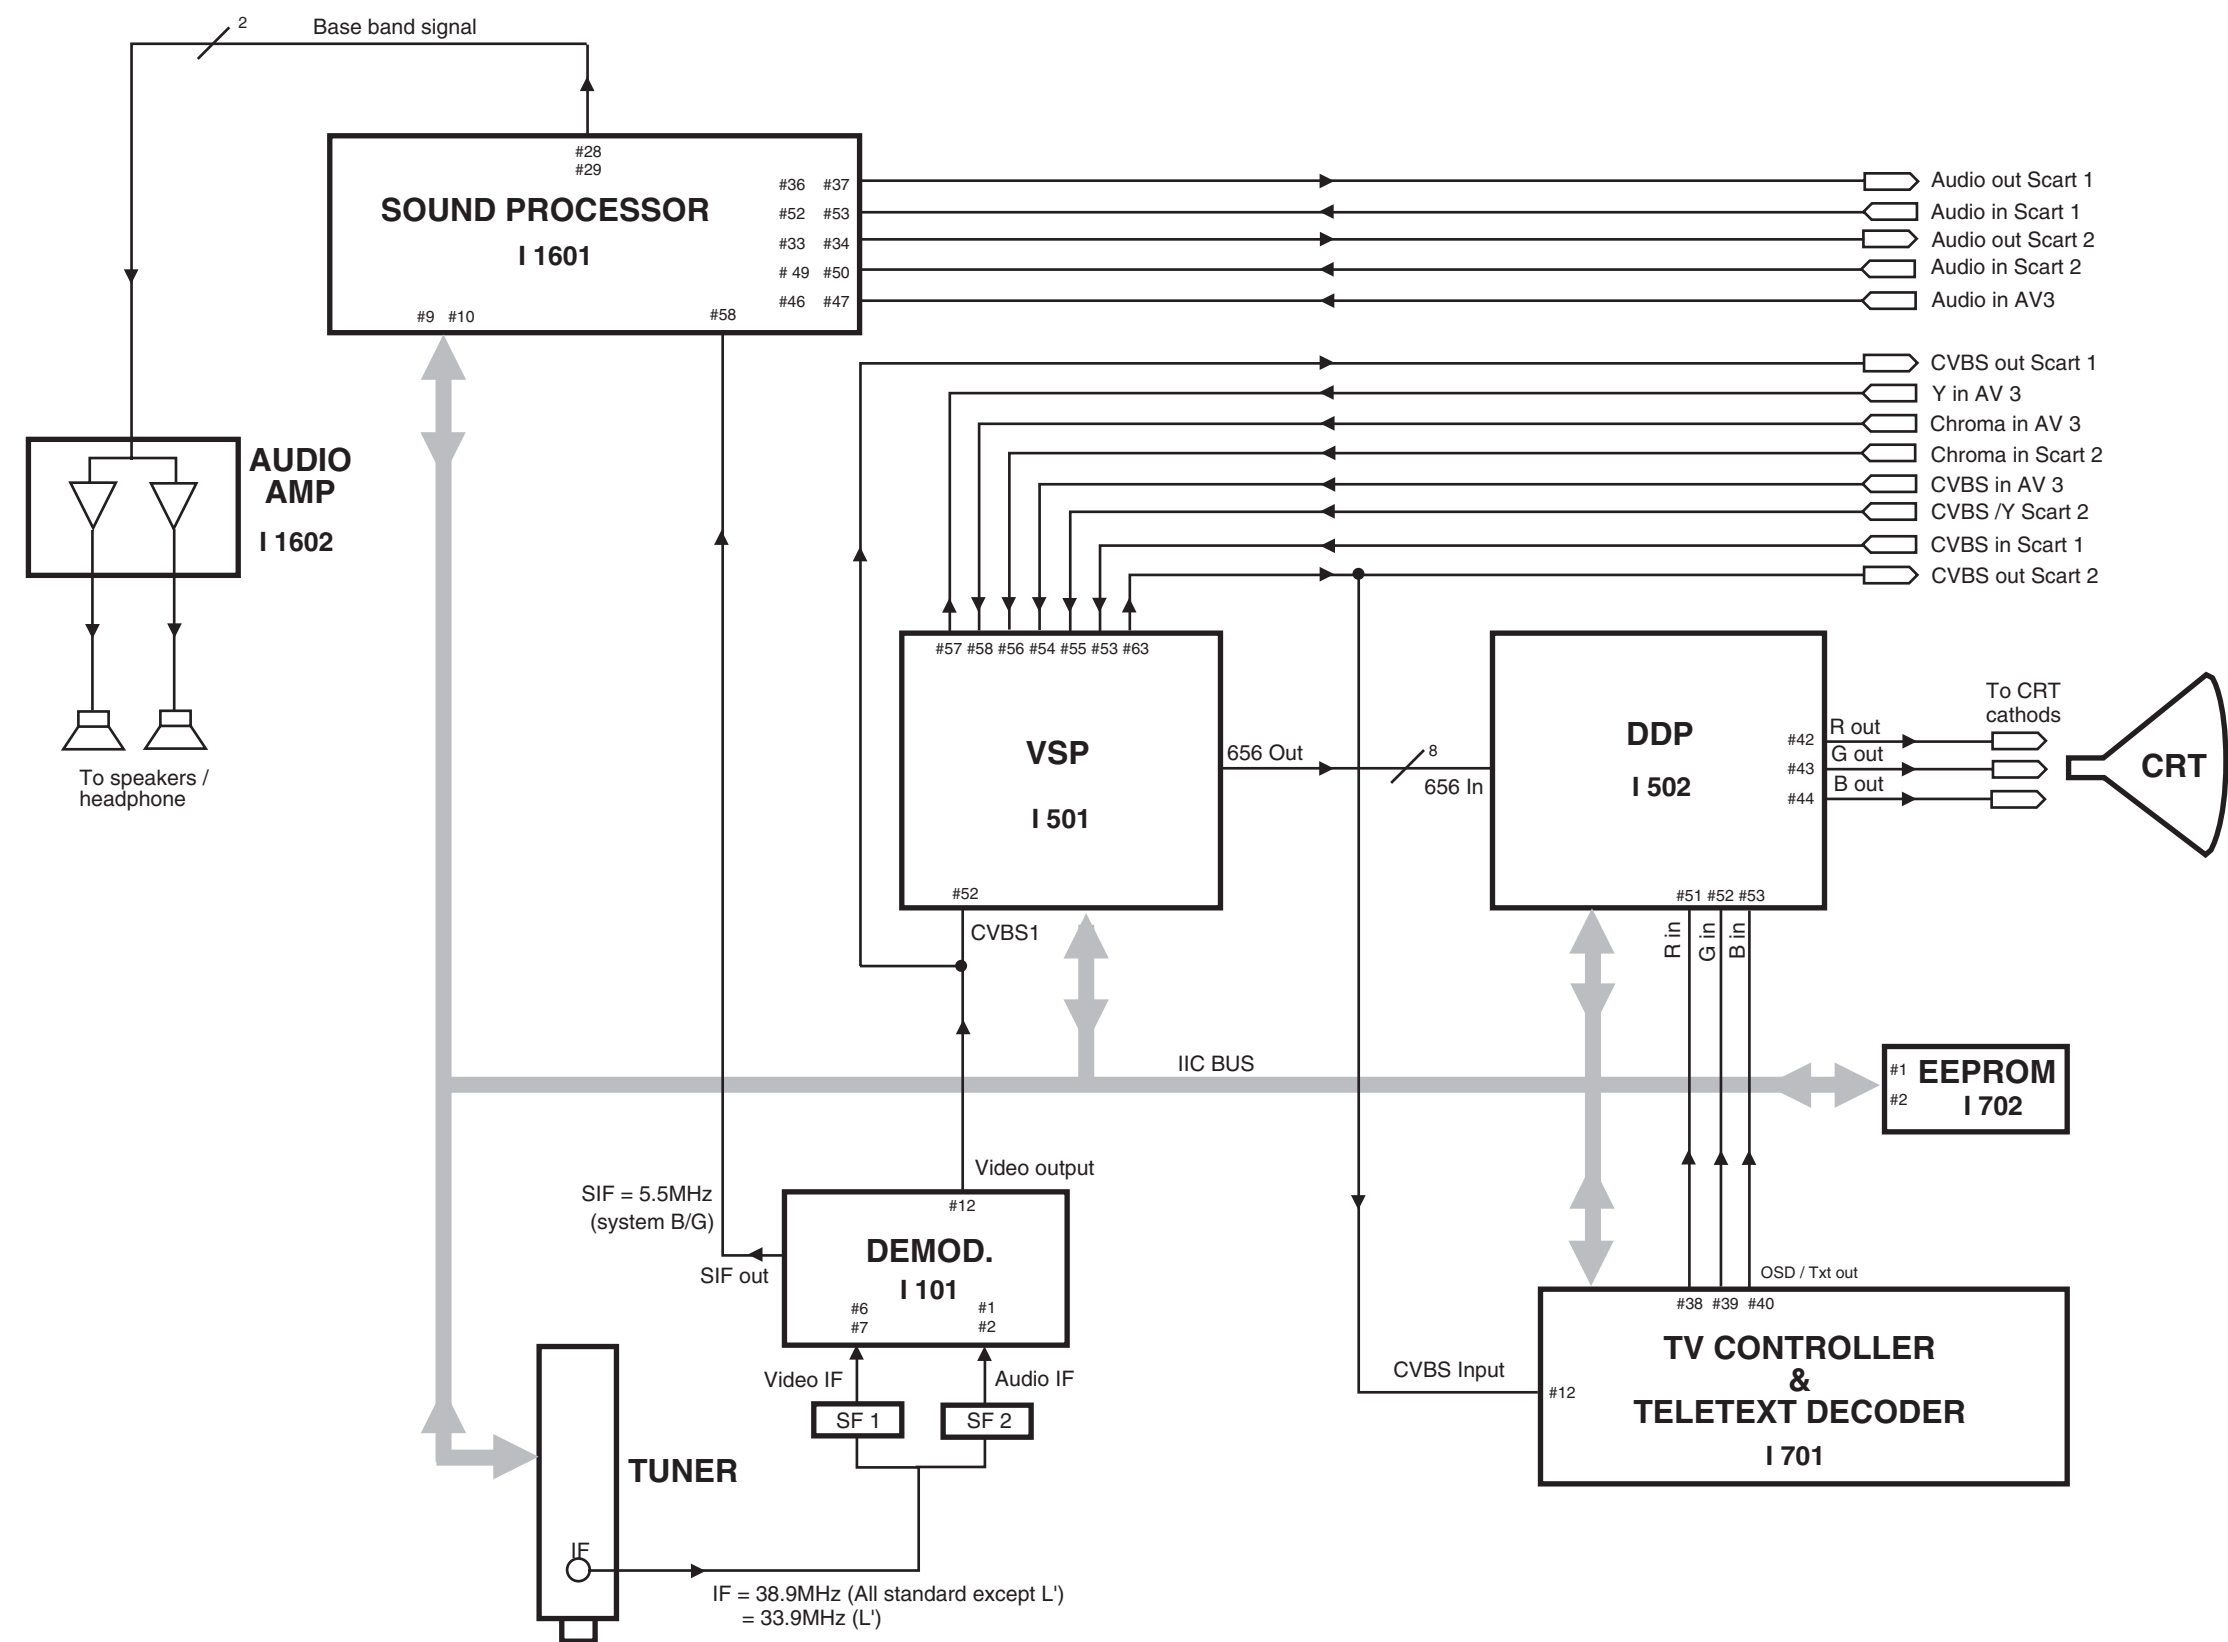 2
Base band signal
#28
#29
SOUND PROCESSOR
I 1601
#36 #37
#52 #53
#33 #34
# 49 #50
#46 #47
#9 #10
#58
Audio out Scart 1
Audio in Scart 1
Audio out Scart 2
Audio in Scart 2
Audio in AV3
CVBS out Scart 1
Y in AV 3
Chroma in AV 3
Chroma in Scart 2
CVBS in AV 3
CVBS /Y Scart 2
CVBS in Scart 1
CVBS out Scart 2
AUDIO
AMP
I 1602
To speakers /
headphone
#57 #58 #56 #54 #55 #53 #63
VSP
I 501
#52
CVBS1
656 Out
8
656 In
DDP
I 502
#42
#43
#44
R out
G out
B out
To CRT
cathods
CRT
#51 #52 #53
R in
G in
B in
IIC BUS
#1
#2
EEPROM
I 702
Video output
SIF = 5.5MHz
(system B/G)
SIF out
#12
DEMOD.
I 101
#6
#7
#1
#2
Video IF
Audio IF
SF 1
SF 2
TUNER
IF
IF = 38.9MHz (All standard except L')
= 33.9MHz (L')
OSD / Txt out
#38 #39 #40
CVBS Input
#12
TV CONTROLLER
&
TELETEXT DECODER
I 701